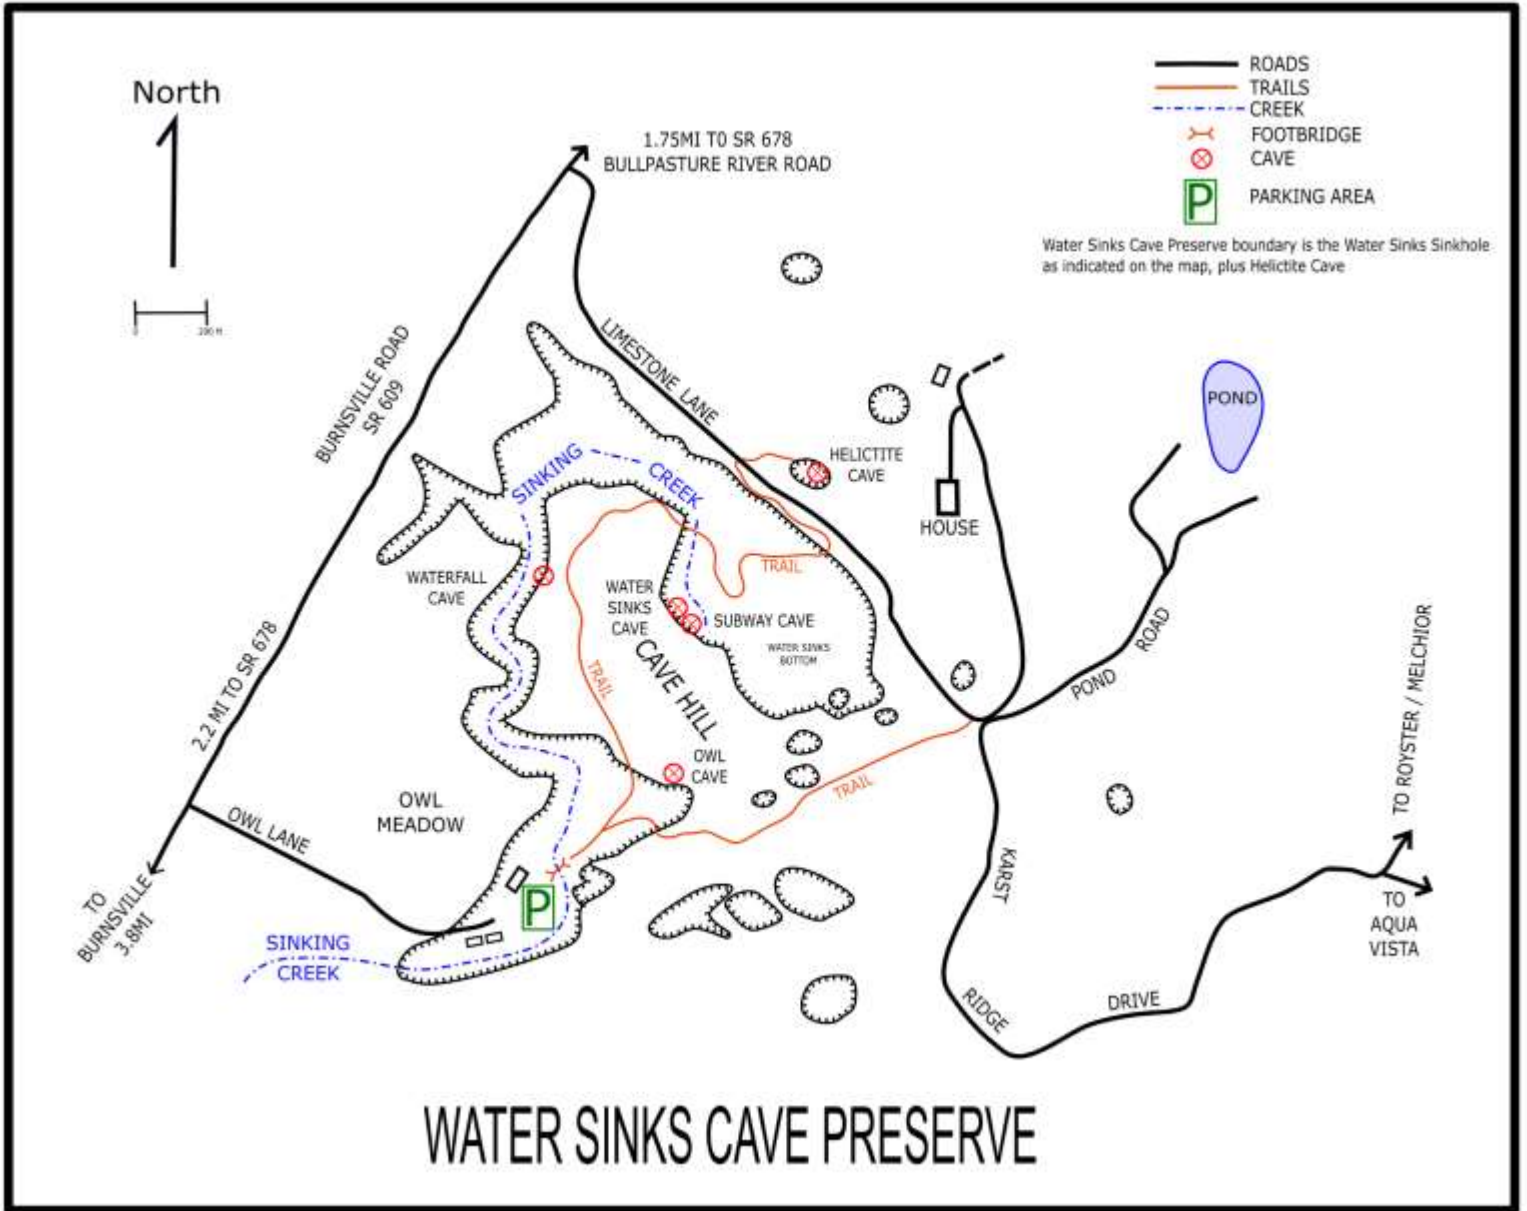 North
0
200 ft
ROADS
TRAILS
CREEK
FOOTBRIDGE
CAVE
P
PARKING AREA
Water Sinks Cave Preserve boundary is the Water Sinks Sinkhole
as indicated on the map, plus Helictite Cave
1.75MI TO SR 678
BULLPASTURE RIVER ROAD
BURNSVILLE ROAD
SR 609
LIMESTONE LANE
POND
SINKING
CREEK
HELICTITE
CAVE
HOUSE
WATERFALL
CAVE
TRAIL
WATER
SINKS
CAVE
SUBWAY CAVE
WATER SINKS
BOTTOM
CAVE HILL
TRAIL
2.2 MI TO SR 678
POND
ROAD
OWL
CAVE
TRAIL
TO ROYSTER / MELCHIOR
OWL
MEADOW
OWL LANE
TO
BURNSVILLE
3.8MI
P
KARST
RIDGE
DRIVE
TO
AQUA
VISTA
SINKING
CREEK
WATER SINKS CAVE PRESERVE